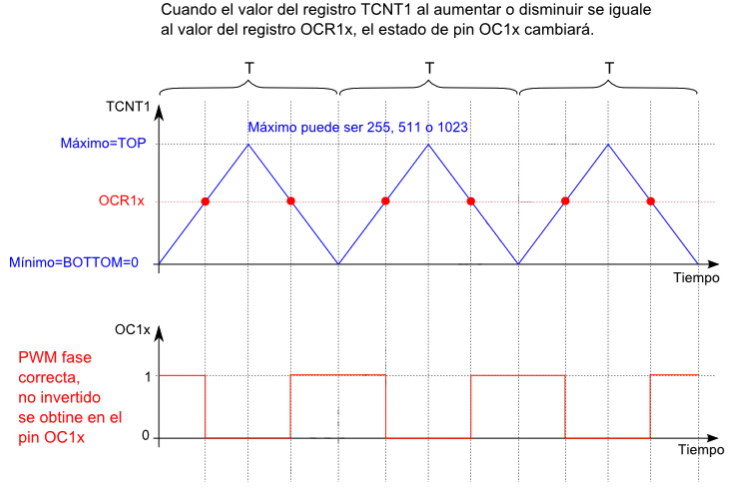 Cuando el valor del registro TCNT1 al aumentar o disminuir se iguale
al valor del registro OCR1x, el estado de pin OC1x cambiará.
T
T
T
TCNT1
Máximo puede ser 255, 511 o 1023
Máximo=TOP
OCR1x
Mínimo=BOTTOM=0
Tiempo
OC1x
PWM fase
correcta,
no invertido
se obtine en el
pin OC1x
1
0
Tiempo